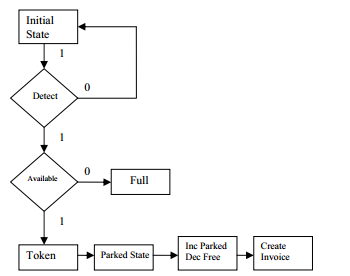 Initial
State
1
0
Detect
1
0
Available
Full
1
Token
Parked State
Inc Parked
Dec Free
Create
Invoice